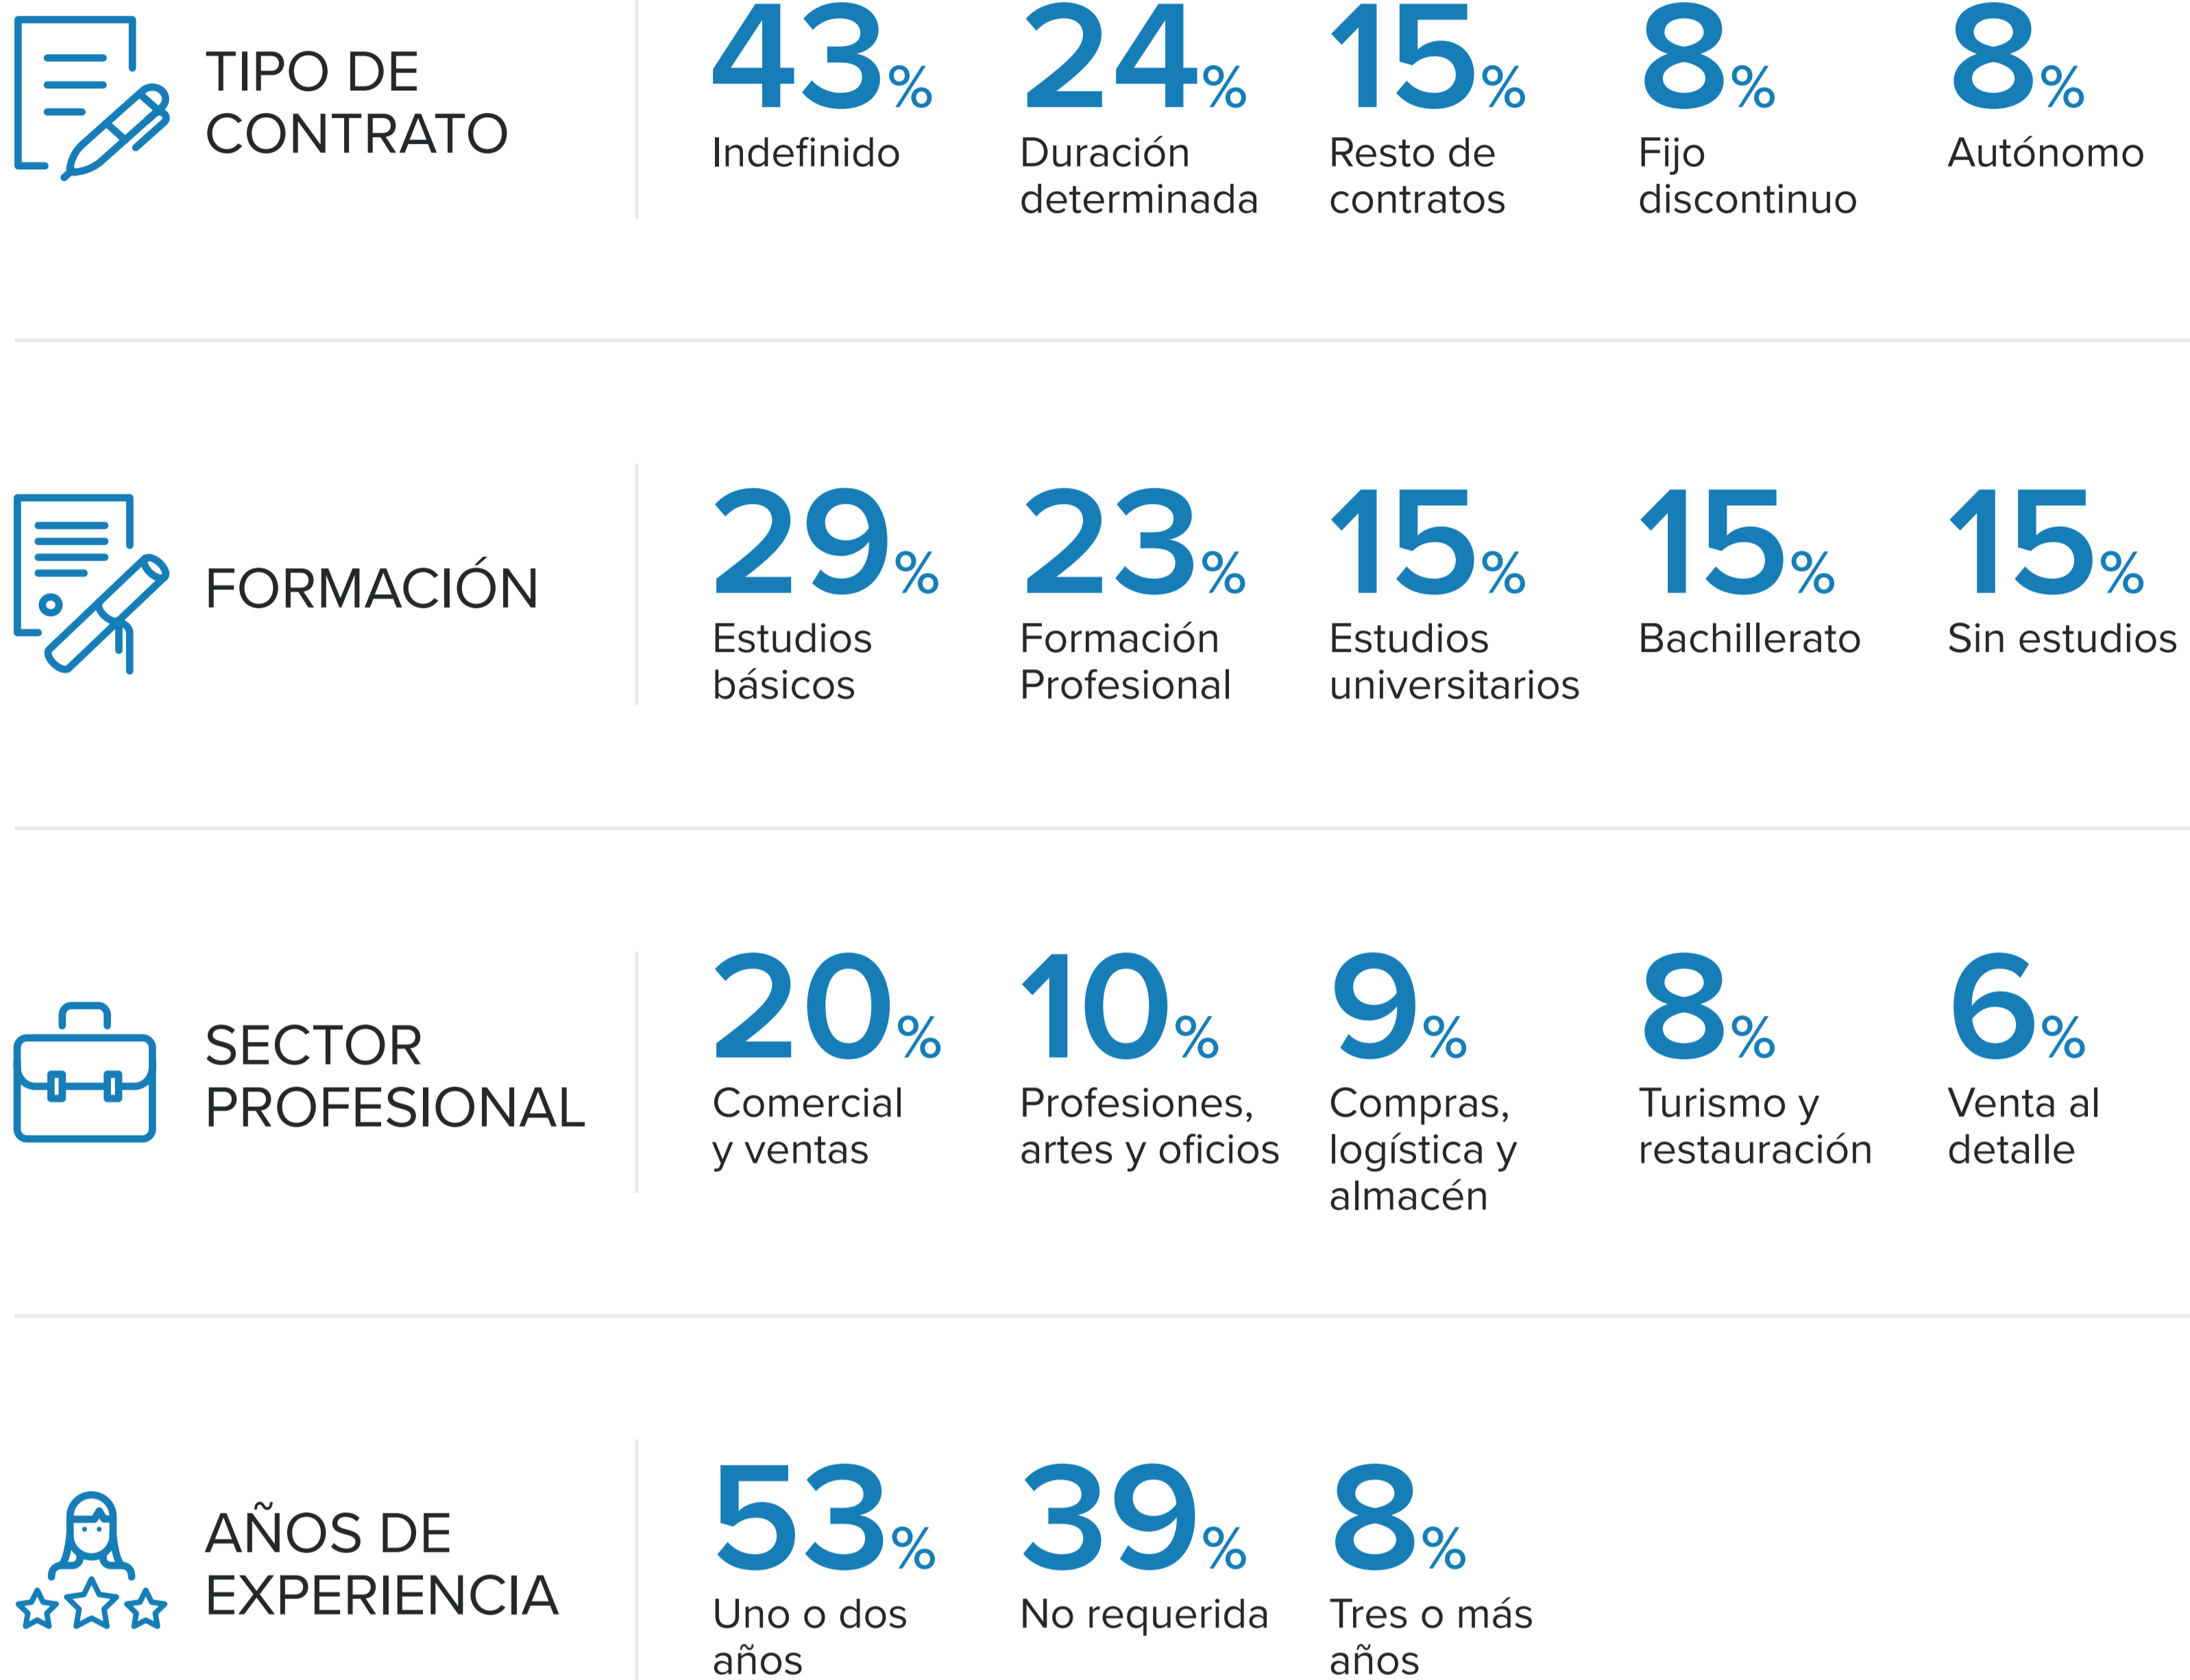 TIPO DE
CONTRATO
43%
Indefinido
24%
Duración
determinada
15%
Resto de
contratos
8%
Fijo
discontinuo
8%
Autónomo
FORMACIÓN
29%
Estudios
básicos
23%
Formación
Profesional
15%
Estudios
universitarios
15%
Bachillerato
15%
Sin estudios
SECTOR
PROFESIONAL
20%
Comercial
y ventas
10%
Profesiones,
artes y oficios
9%
Compras,
logística y
almacén
8%
Turismo y
restauración
6%
Venta al
detalle
AÑOS DE
EXPERIENCIA
53%
Uno o dos
años
39%
No requerida
8%
Tres o más
años